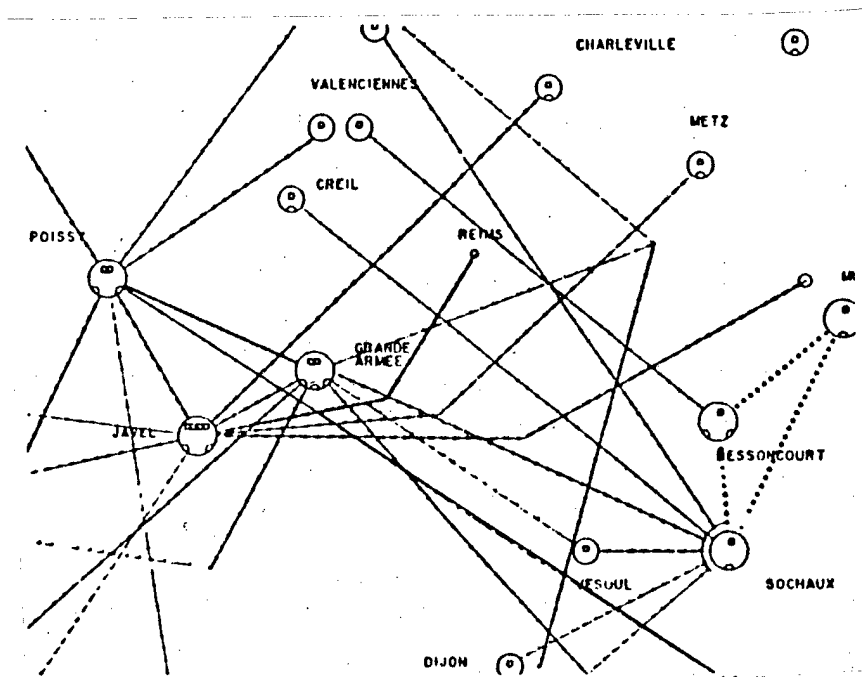 CHARLEVILLE
VALENCIENNES
METZ
CREIL
POISSY
REIMS
GRANDE
ARMEE
JAVEL
BESSONCOURT
VESOUL
SOCHAUX
DIJON